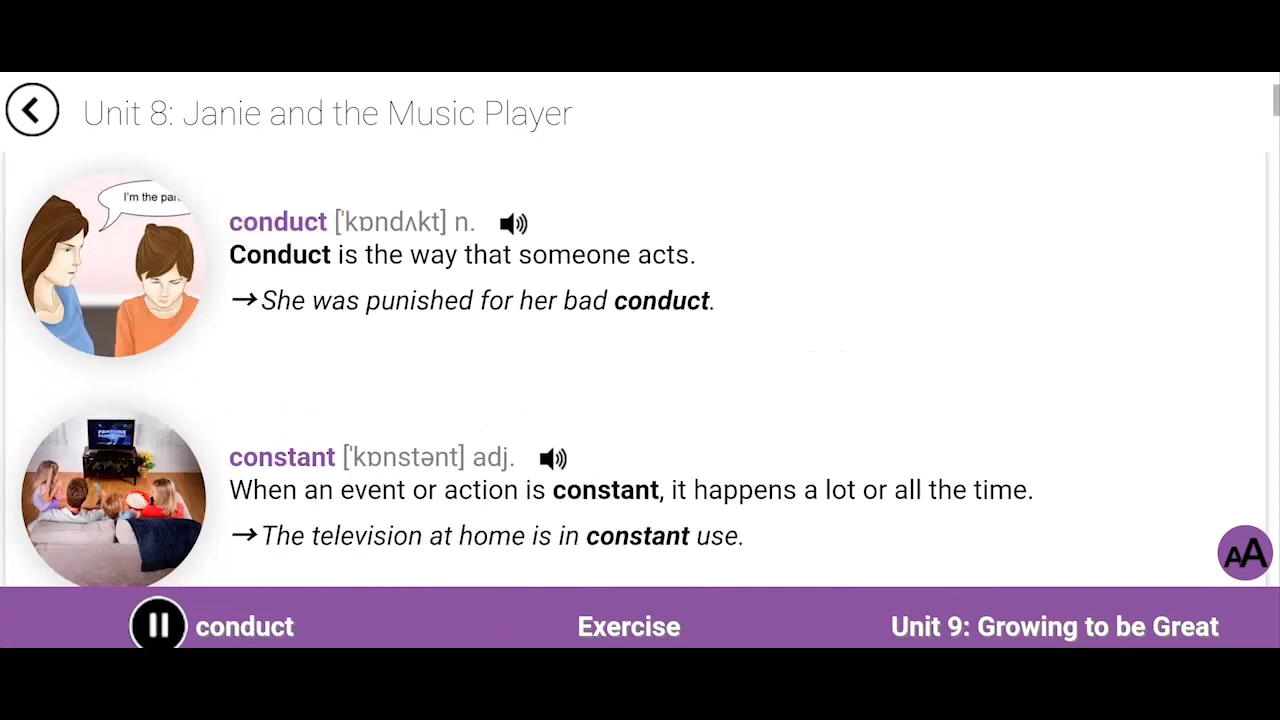 Unit 8: Janie and the Music Player
I'm the
conduct ['kɒndʌkt] n.
Conduct is the way that someone acts.
→ She was punished for her bad conduct.
constant ['kɒnstənt] adj.
When an event or action is constant, it happens a lot or all the time.
→ The television at home is in constant use.
AA
conduct
Exercise
Unit 9: Growing to be Great